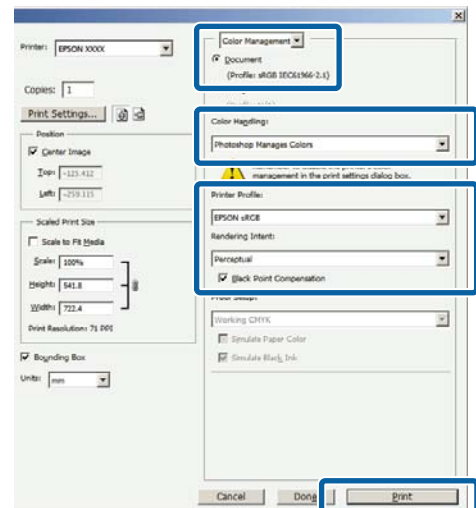 Printer: EPSON XXXX
Copies: 1
Print Settings...
Position
Center Image
Top: -125.412
Left: -259.115
Scaled Print Size
Scale to Fit Media
Scale: 100%
Height: 541.8
Width: 722.4
Print Resolution: 71 PPI
Bounding Box
Units: mm
Color Management
Document
(Profile: sRGB IEC61966-2.1)
Color Handling:
Photoshop Manages Colors
management in the print settings dialog box.
Printer Profile:
EPSON sRGB
Rendering Intent:
Perceptual
Black Point Compensation
Proof Setup:
Working CMYK
Simulate Paper Color
Simulate Black Ink
Cancel
Done
Print